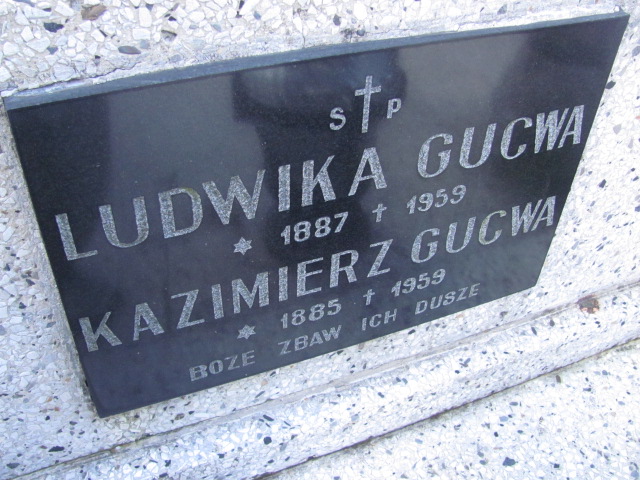 S † P
LUDWIKA GUCWA
* 1887 † 1959
KAZIMIERZ GUCWA
* 1885 † 1959
BOZE ZBAW ICH DUSZE